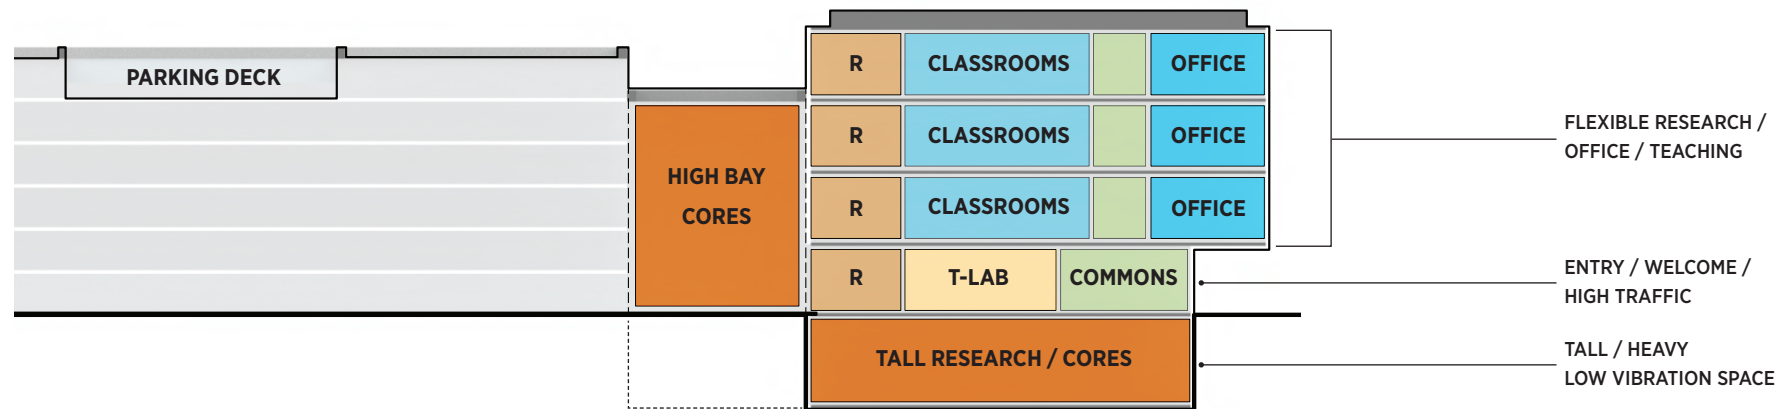 PARKING DECK
HIGH BAY
CORES
R CLASSROOMS OFFICE
R CLASSROOMS OFFICE
R CLASSROOMS OFFICE
R T-LAB COMMONS
TALL RESEARCH / CORES
FLEXIBLE RESEARCH /
OFFICE / TEACHING
ENTRY / WELCOME /
HIGH TRAFFIC
TALL / HEAVY
LOW VIBRATION SPACE